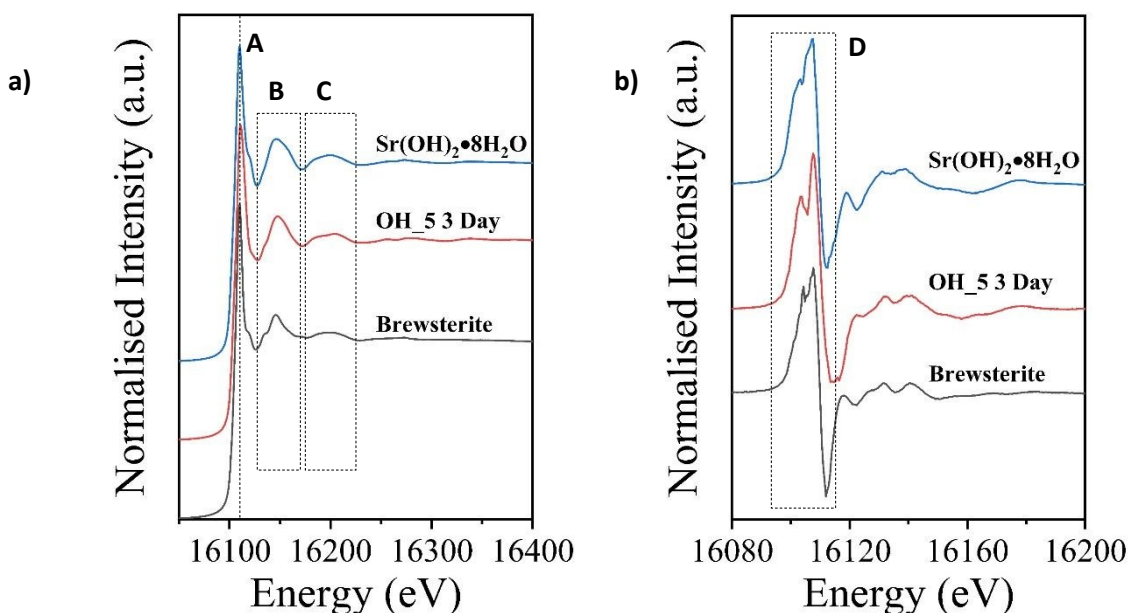 a)
Normalised Intensity (a.u.)
A
B
C
Sr(OH)₂•8H₂O
OH_5 3 Day
Brewsterite
16100 16200 16300 16400
Energy (eV)
b)
Normalised Intensity (a.u.)
D
Sr(OH)₂•8H₂O
OH_5 3 Day
Brewsterite
16080 16120 16160 16200
Energy (eV)